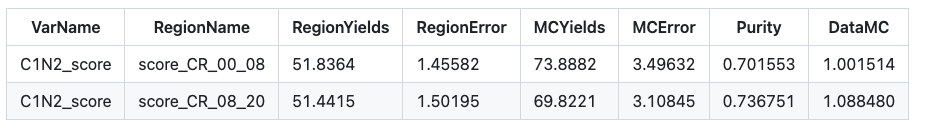 VarName RegionName RegionYields RegionError MCYields MCError Purity DataMC
C1N2_score score_CR_00_08 51.8364 1.45582 73.8882 3.49632 0.701553 1.001514
C1N2_score score_CR_08_20 51.4415 1.50195 69.8221 3.10845 0.736751 1.088480